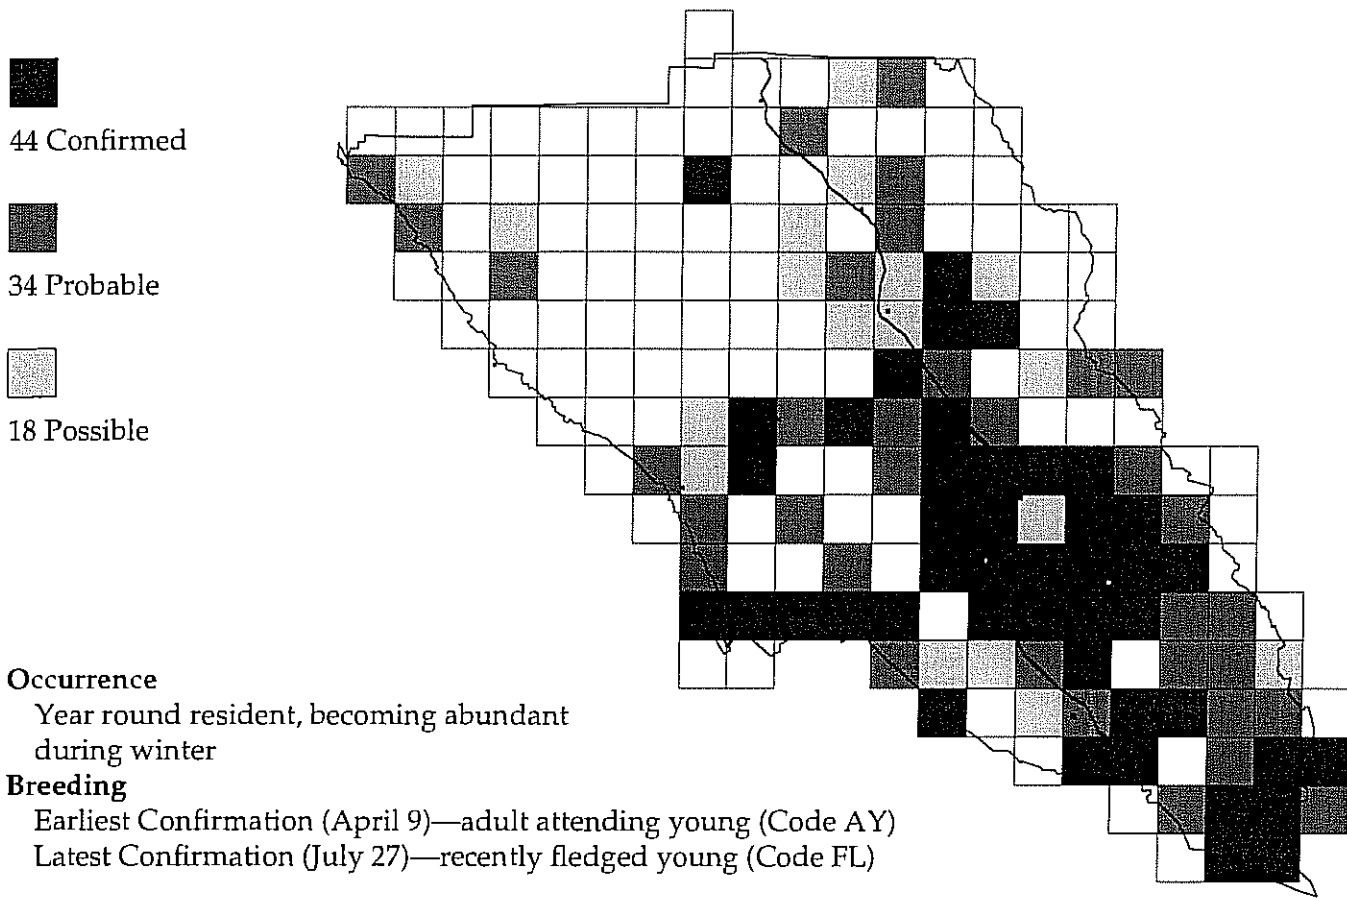 44 Confirmed
34 Probable
18 Possible
Occurrence
Year round resident, becoming abundant
during winter
Breeding
Earliest Confirmation (April 9)—adult attending young (Code AY)
Latest Confirmation (July 27)—recently fledged young (Code FL)